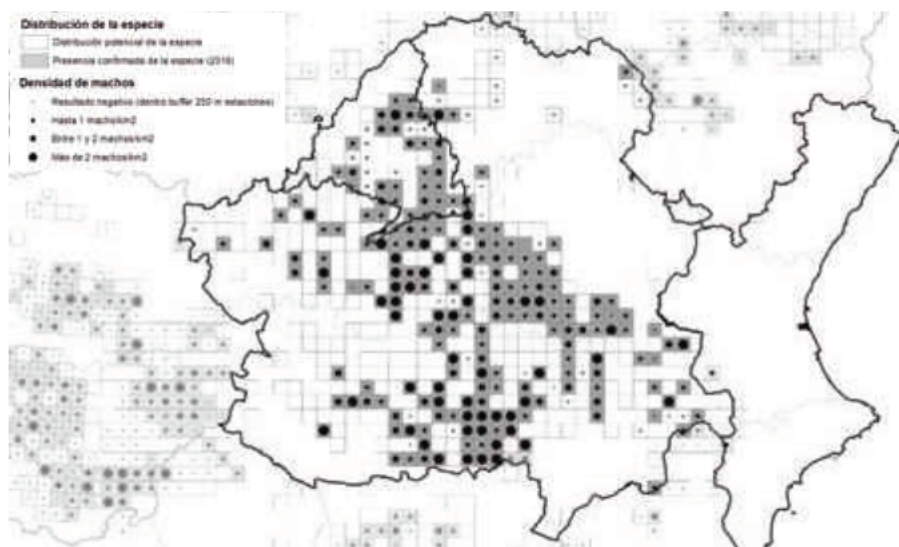 Distribución de la especie
Distribución potencial de la especie
Presencia confirmada de la especie (2016)
Densidad de machos
Resultado negativo (dentro buffer 250 m estaciones)
Hasta 1 machos/km2
Entre 1 y 2 machos/km2
Más de 2 machos/km2